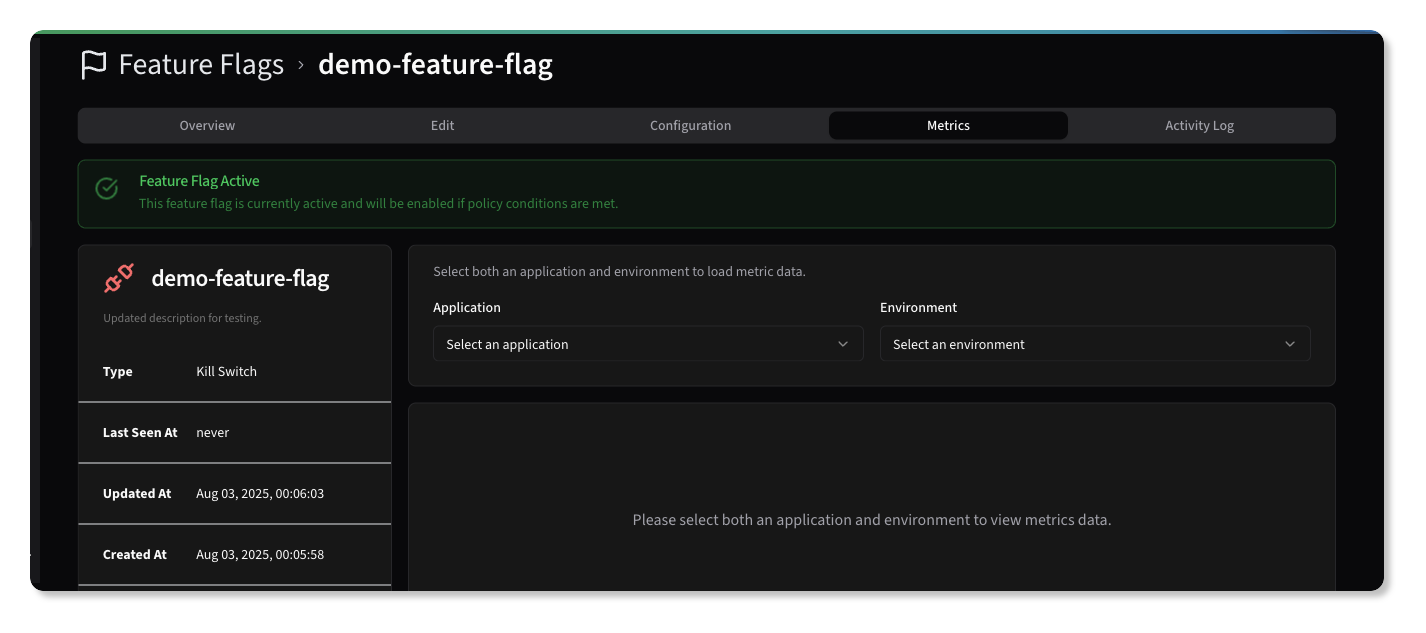 Feature Flags › demo-feature-flag
Overview Edit Configuration Metrics Activity Log
Feature Flag Active
This feature flag is currently active and will be enabled if policy conditions are met.
demo-feature-flag
Updated description for testing.
Type Kill Switch
Last Seen At never
Updated At Aug 03, 2025, 00:06:03
Created At Aug 03, 2025, 00:05:58
Select both an application and environment to load metric data.
Application Environment
Select an application Select an environment
Please select both an application and environment to view metrics data.